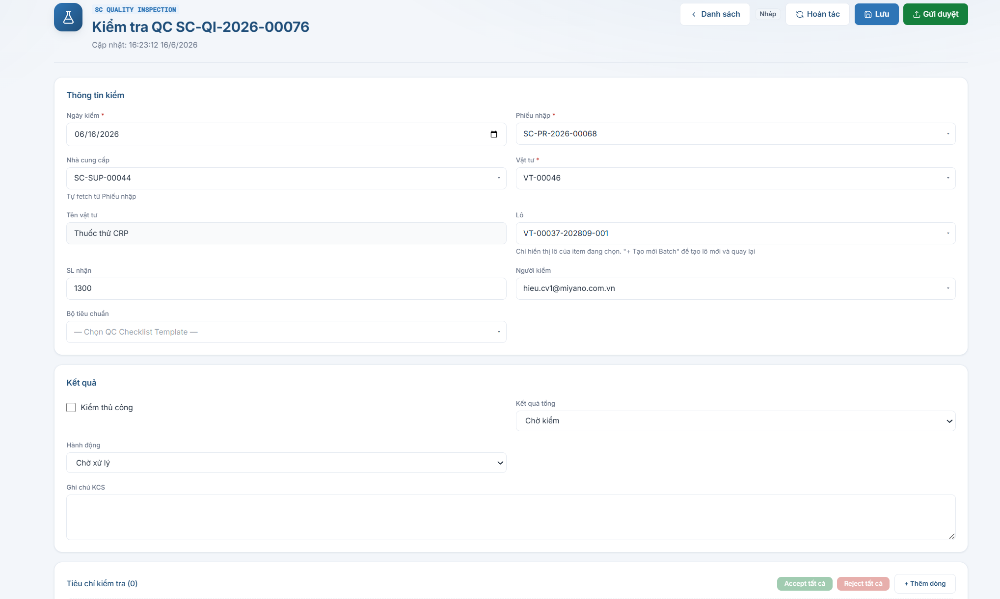 SC QUALITY INSPECTION
Kiểm tra QC SC-QI-2026-00076
Cập nhật: 16:23:12 16/6/2026
Danh sách
Nháp
Hoàn tác
Lưu
Gửi duyệt
Thông tin kiểm
Ngày kiểm *
06/16/2026
Phiếu nhập *
SC-PR-2026-00068
Nhà cung cấp
SC-SUP-00044
Tự fetch từ Phiếu nhập
Vật tư *
VT-00046
Tên vật tư
Thuốc thử CRP
Lô
VT-00037-202809-001
Chỉ hiển thị lô của item đang chọn. "+ Tạo mới Batch" để tạo lô mới và quay lại
SL nhận
1300
Người kiểm
hieu.cv1@miyano.com.vn
Bộ tiêu chuẩn
— Chọn QC Checklist Template —
Kết quả
Kiểm thủ công
Kết quả tổng
Chờ kiểm
Hành động
Chờ xử lý
Ghi chú KCS
Tiêu chí kiểm tra (0)
Accept tất cả
Reject tất cả
+ Thêm dòng